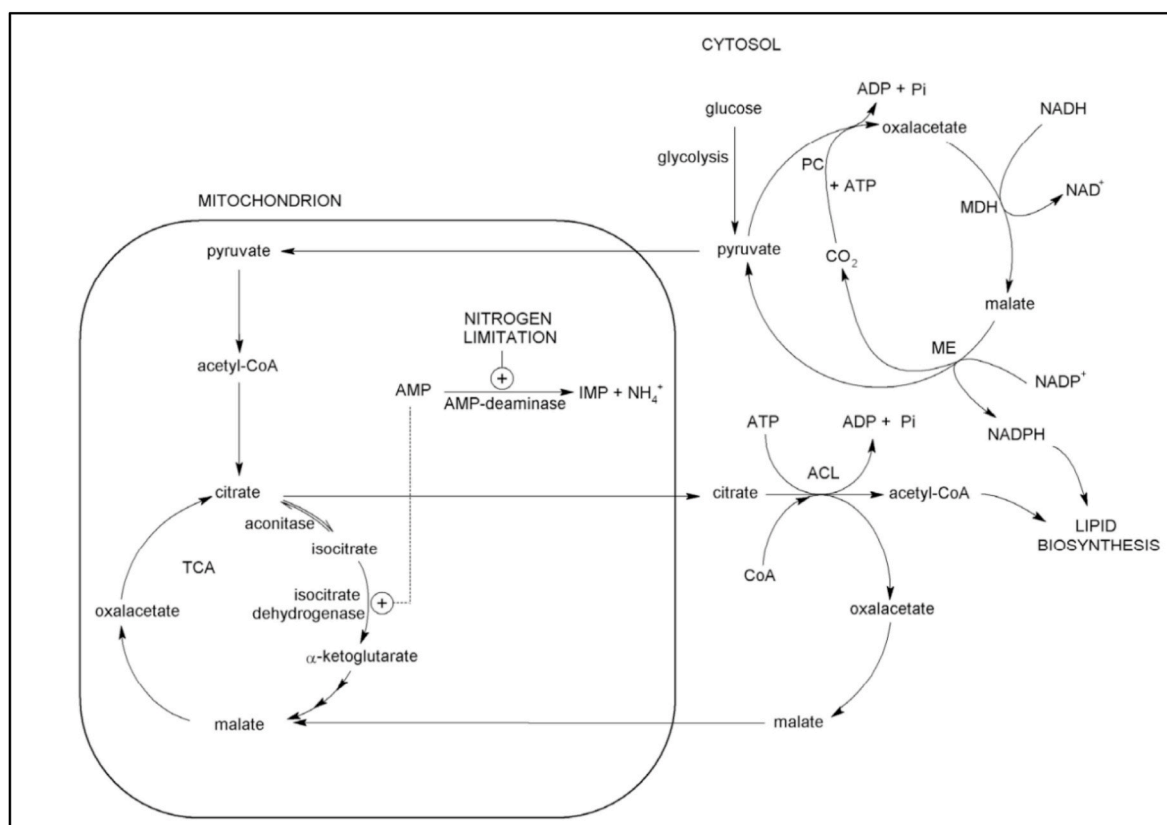 CYTOSOL
glucose
glycolysis
pyruvate
ADP + Pi
oxalacetate
PC
+ ATP
CO2
NADH
NAD+
MDH
malate
ME
NADP+
NADPH
MITOCHONDRION
pyruvate
acetyl-CoA
NITROGEN
LIMITATION
+
AMP
AMP-deaminase
IMP + NH4+
citrate
aconitase
isocitrate
TCA
isocitrate
dehydrogenase
+
oxalacetate
α-ketoglutarate
malate
ATP
ADP + Pi
ACL
citrate
acetyl-CoA
CoA
LIPID
BIOSYNTHESIS
oxalacetate
malate